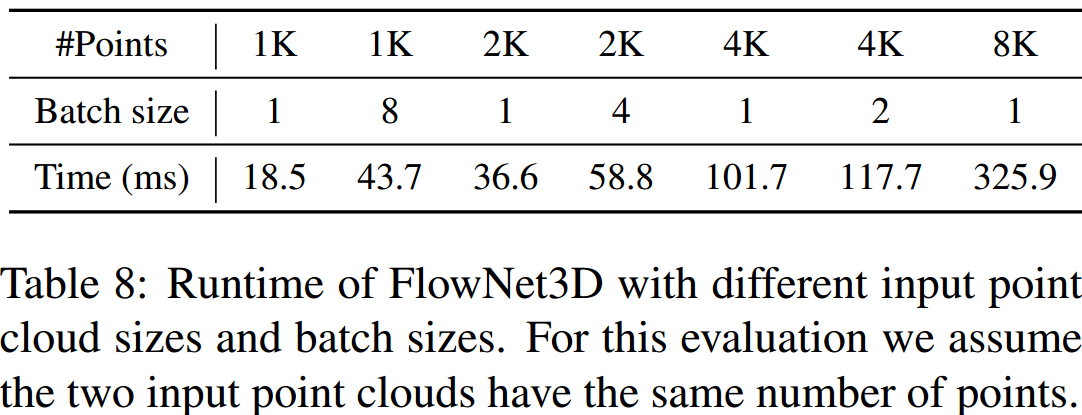 #Points 1K 1K 2K 2K 4K 4K 8K
Batch size 1 8 1 4 1 2 1
Time (ms) 18.5 43.7 36.6 58.8 101.7 117.7 325.9
Table 8: Runtime of FlowNet3D with different input point
cloud sizes and batch sizes. For this evaluation we assume
the two input point clouds have the same number of points.